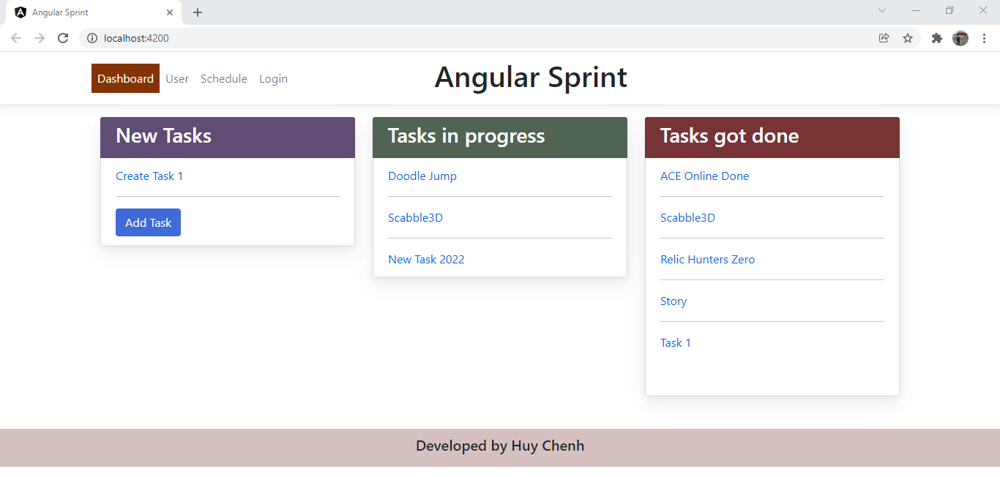 Angular Sprint
localhost:4200
Dashboard User Schedule Login
Angular Sprint
New Tasks
Create Task 1
Add Task
Tasks in progress
Doodle Jump
Scabble3D
New Task 2022
Tasks got done
ACE Online Done
Scabble3D
Relic Hunters Zero
Story
Task 1
Developed by Huy Chenh